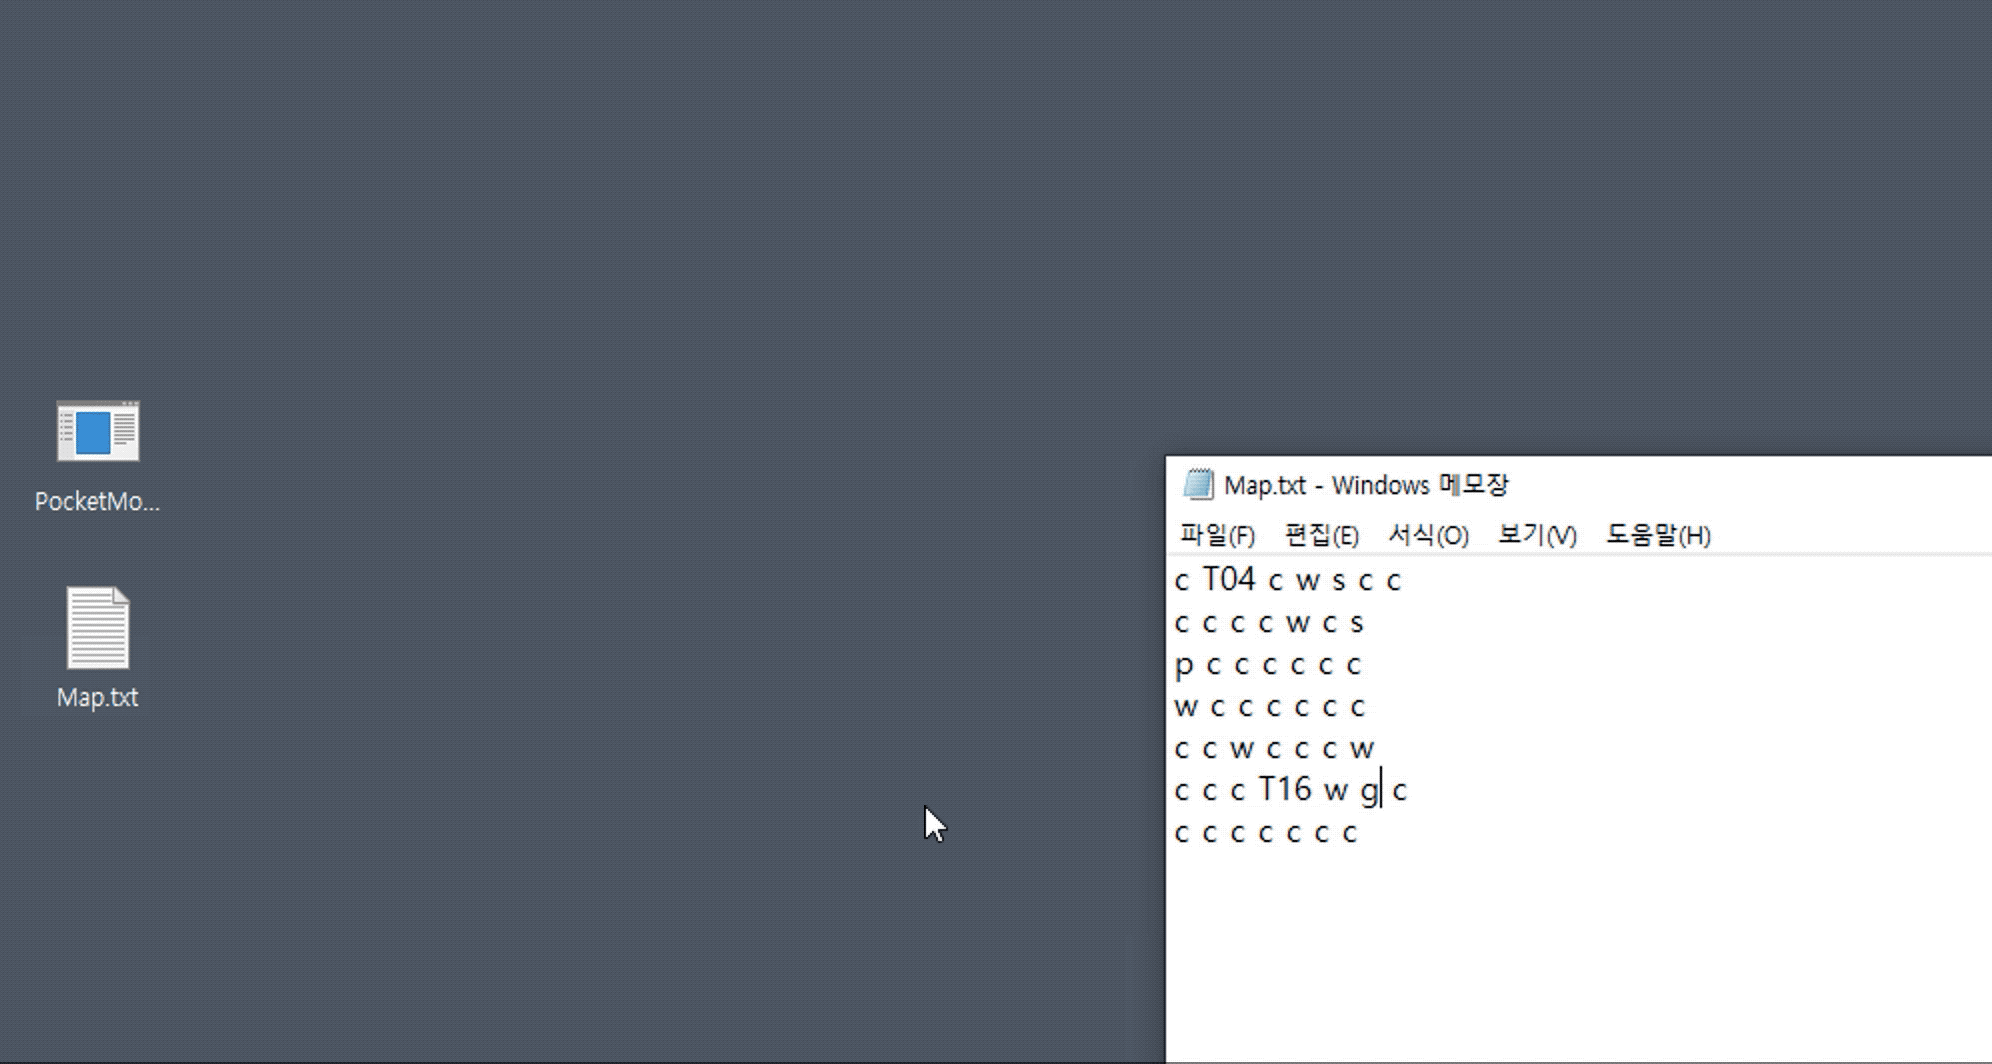 PocketMo...
Map.txt
Map.txt - Windows 메모장
파일(F) 편집(E) 서식(O) 보기(V) 도움말(H)
c T04 c w s c c
c c c c w c s
p c c c c c c
w c c c c c c
c c w c c c w
c c c T16 w g c
c c c c c c c